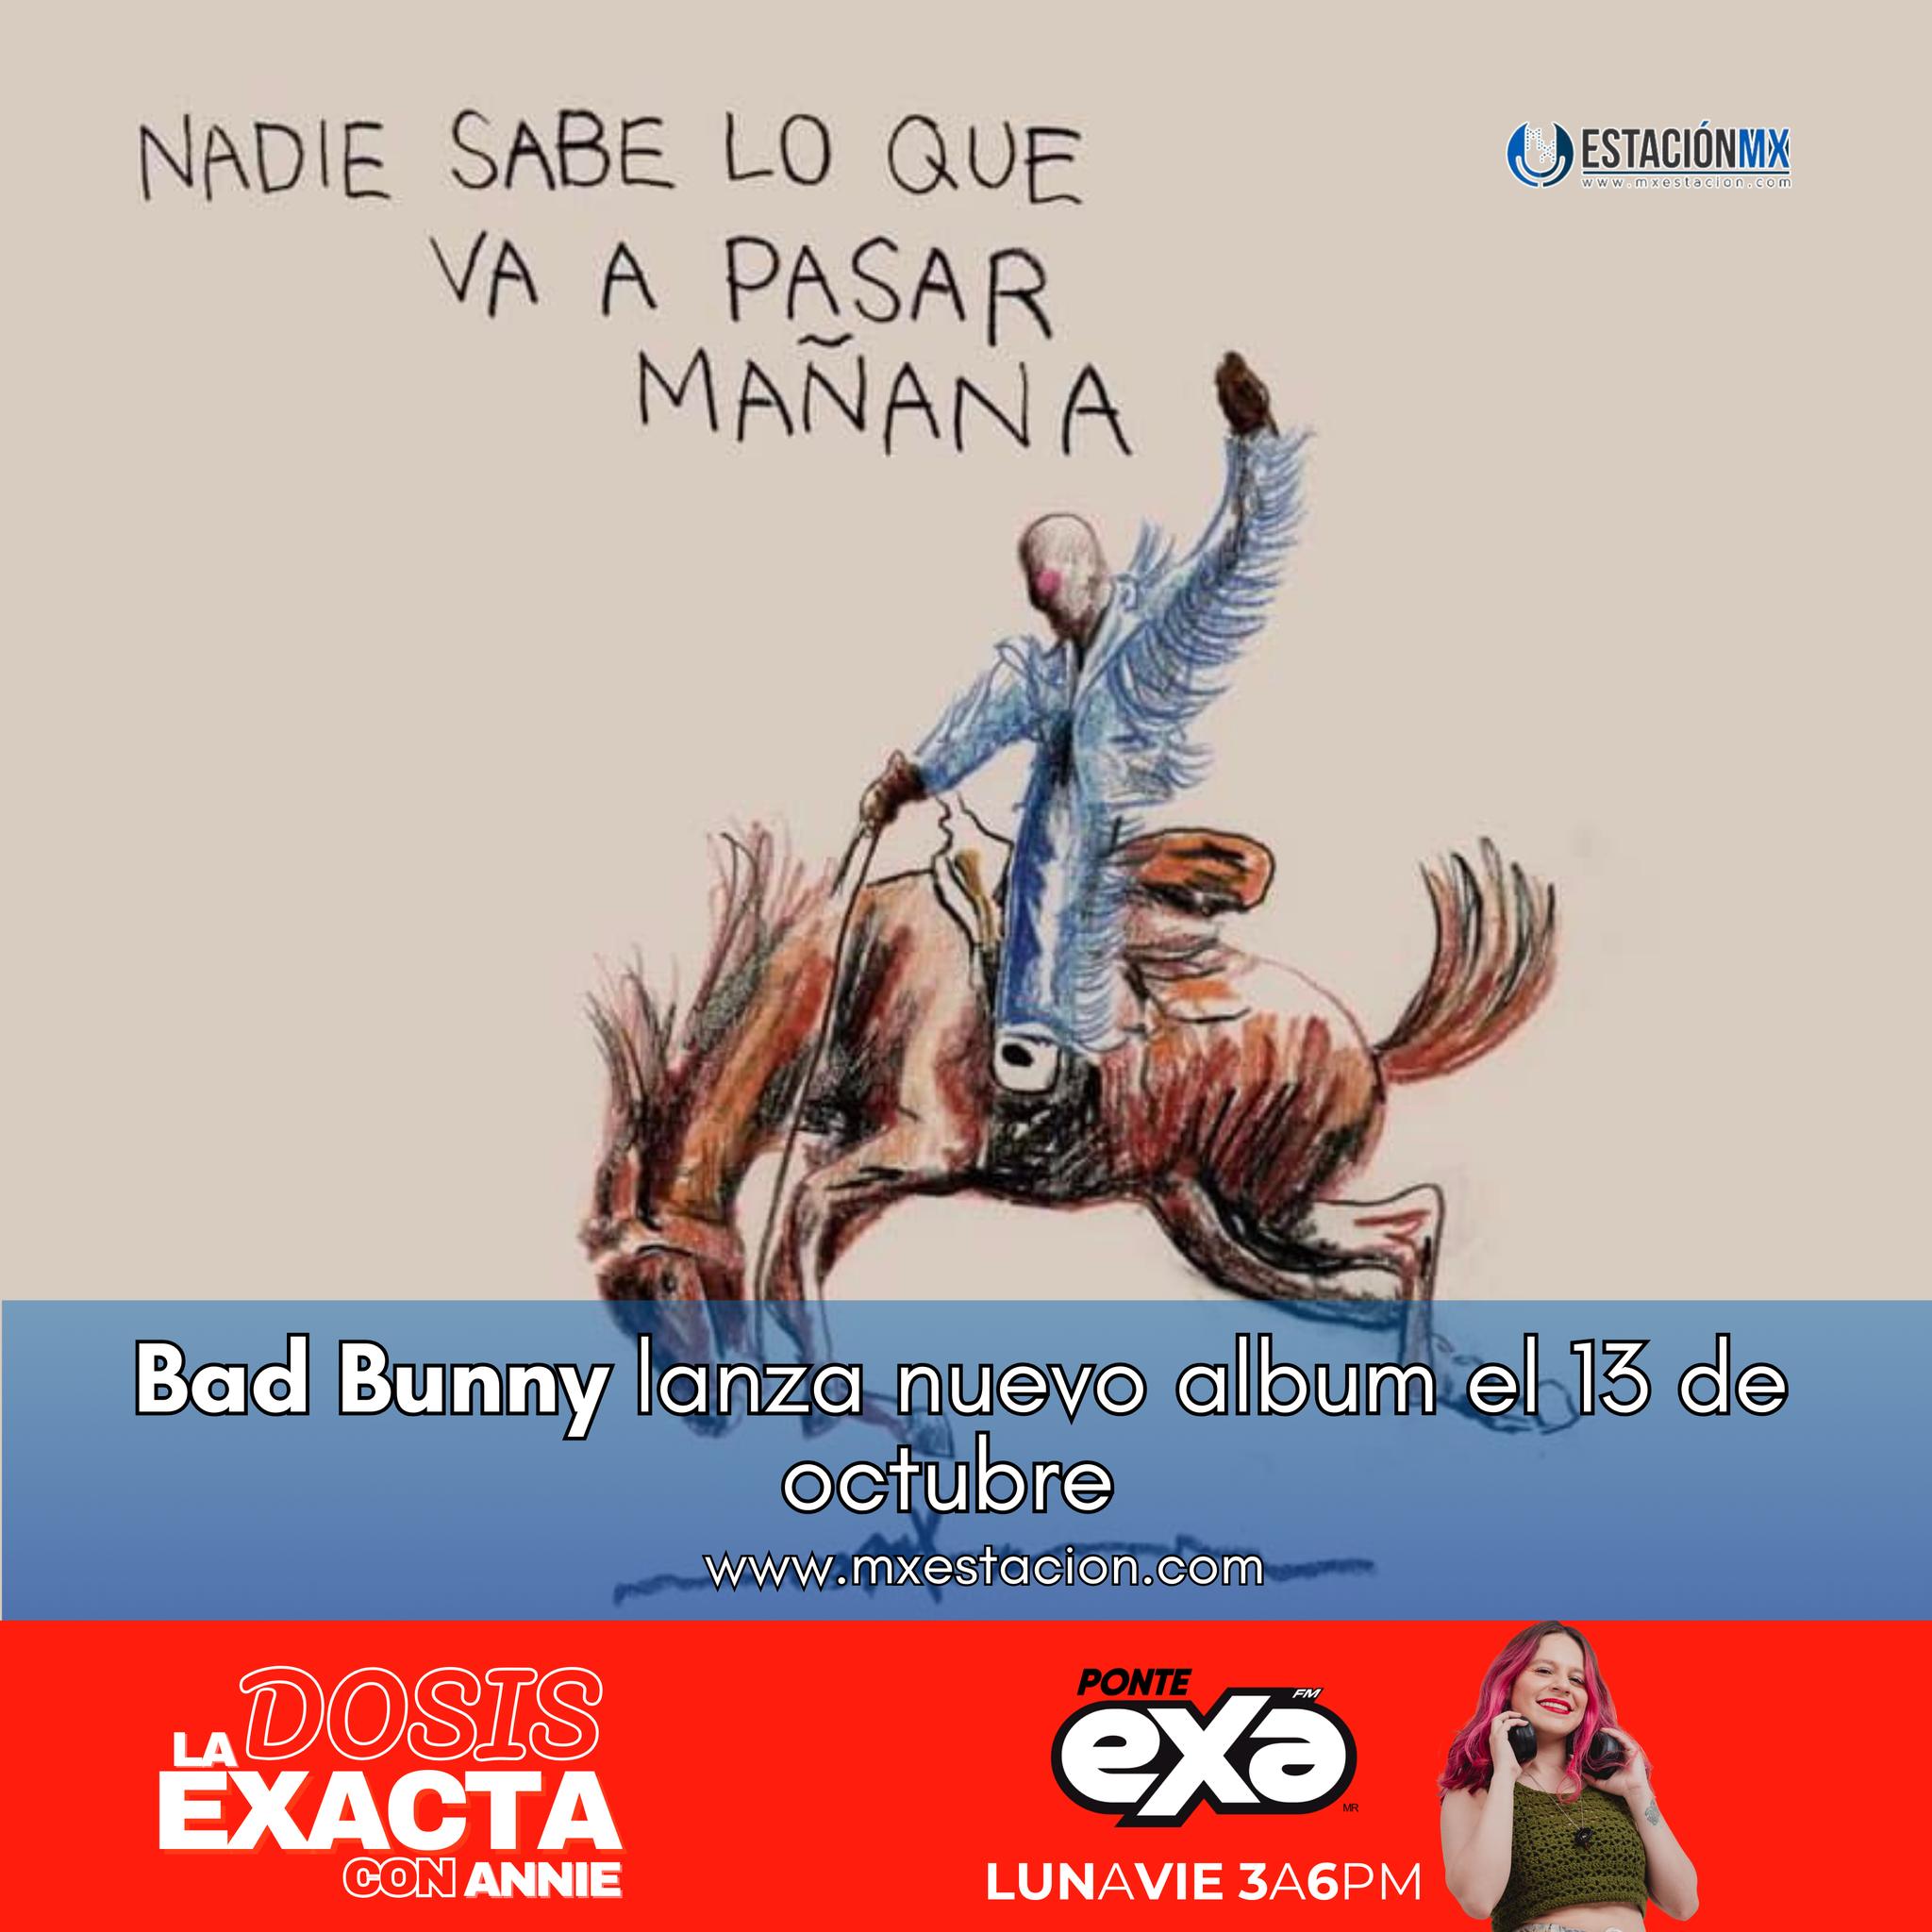 NADIE SABE LO QUE
VA A PASAR
MAÑANA
ESTACIÓNMX
www.mxestacion.com
Bad Bunny lanza nuevo album el 13 de
octubre
www.mxestacion.com
LA DOSIS
EXACTA
CON ANNIE
PONTE
exa FM
MR
LUNAVIE 3A6PM